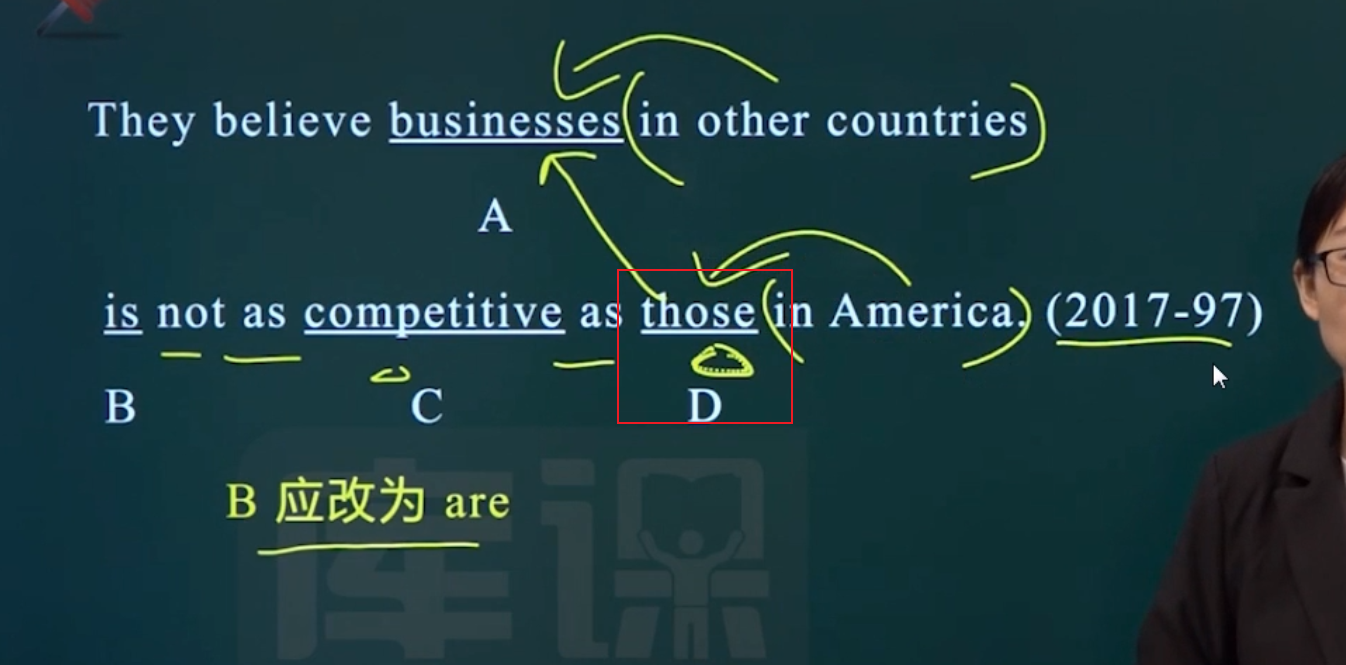 They believe businesses in other countries
A
is not as competitive as those in America. (2017-97)
B C D
B 应改为 are
库课